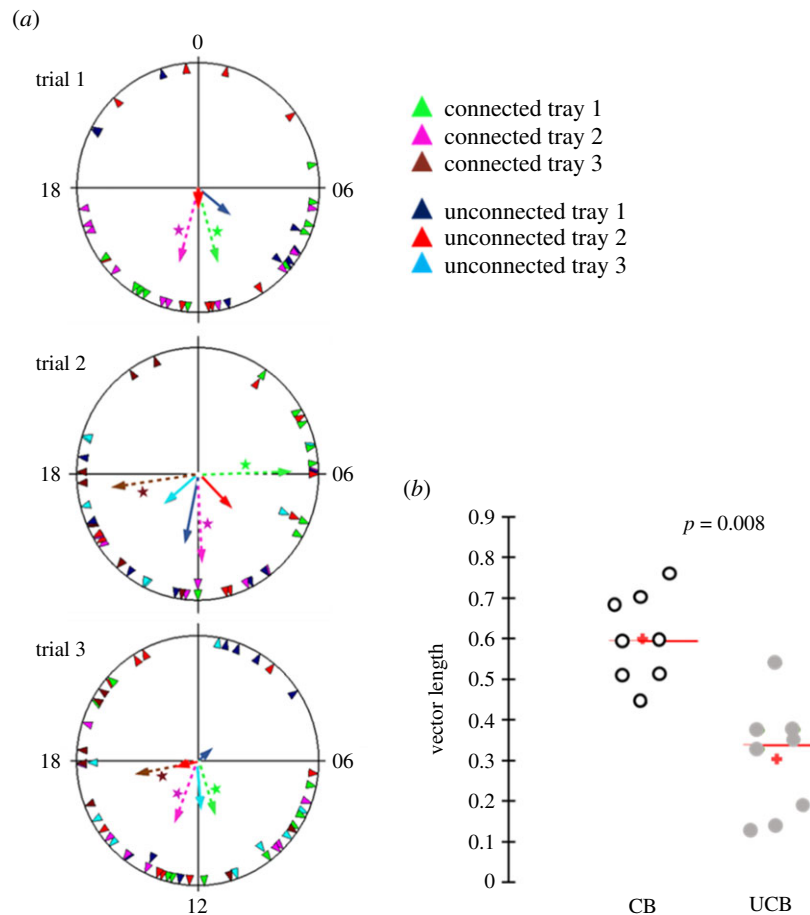 (a)
0
trial 1
18
06
connected tray 1
connected tray 2
connected tray 3
unconnected tray 1
unconnected tray 2
unconnected tray 3
trial 2
18
06
trial 3
18
06
12
(b)
p = 0.008
0.9
0.8
0.7
0.6
0.5
0.4
0.3
0.2
0.1
0
vector length
CB
UCB